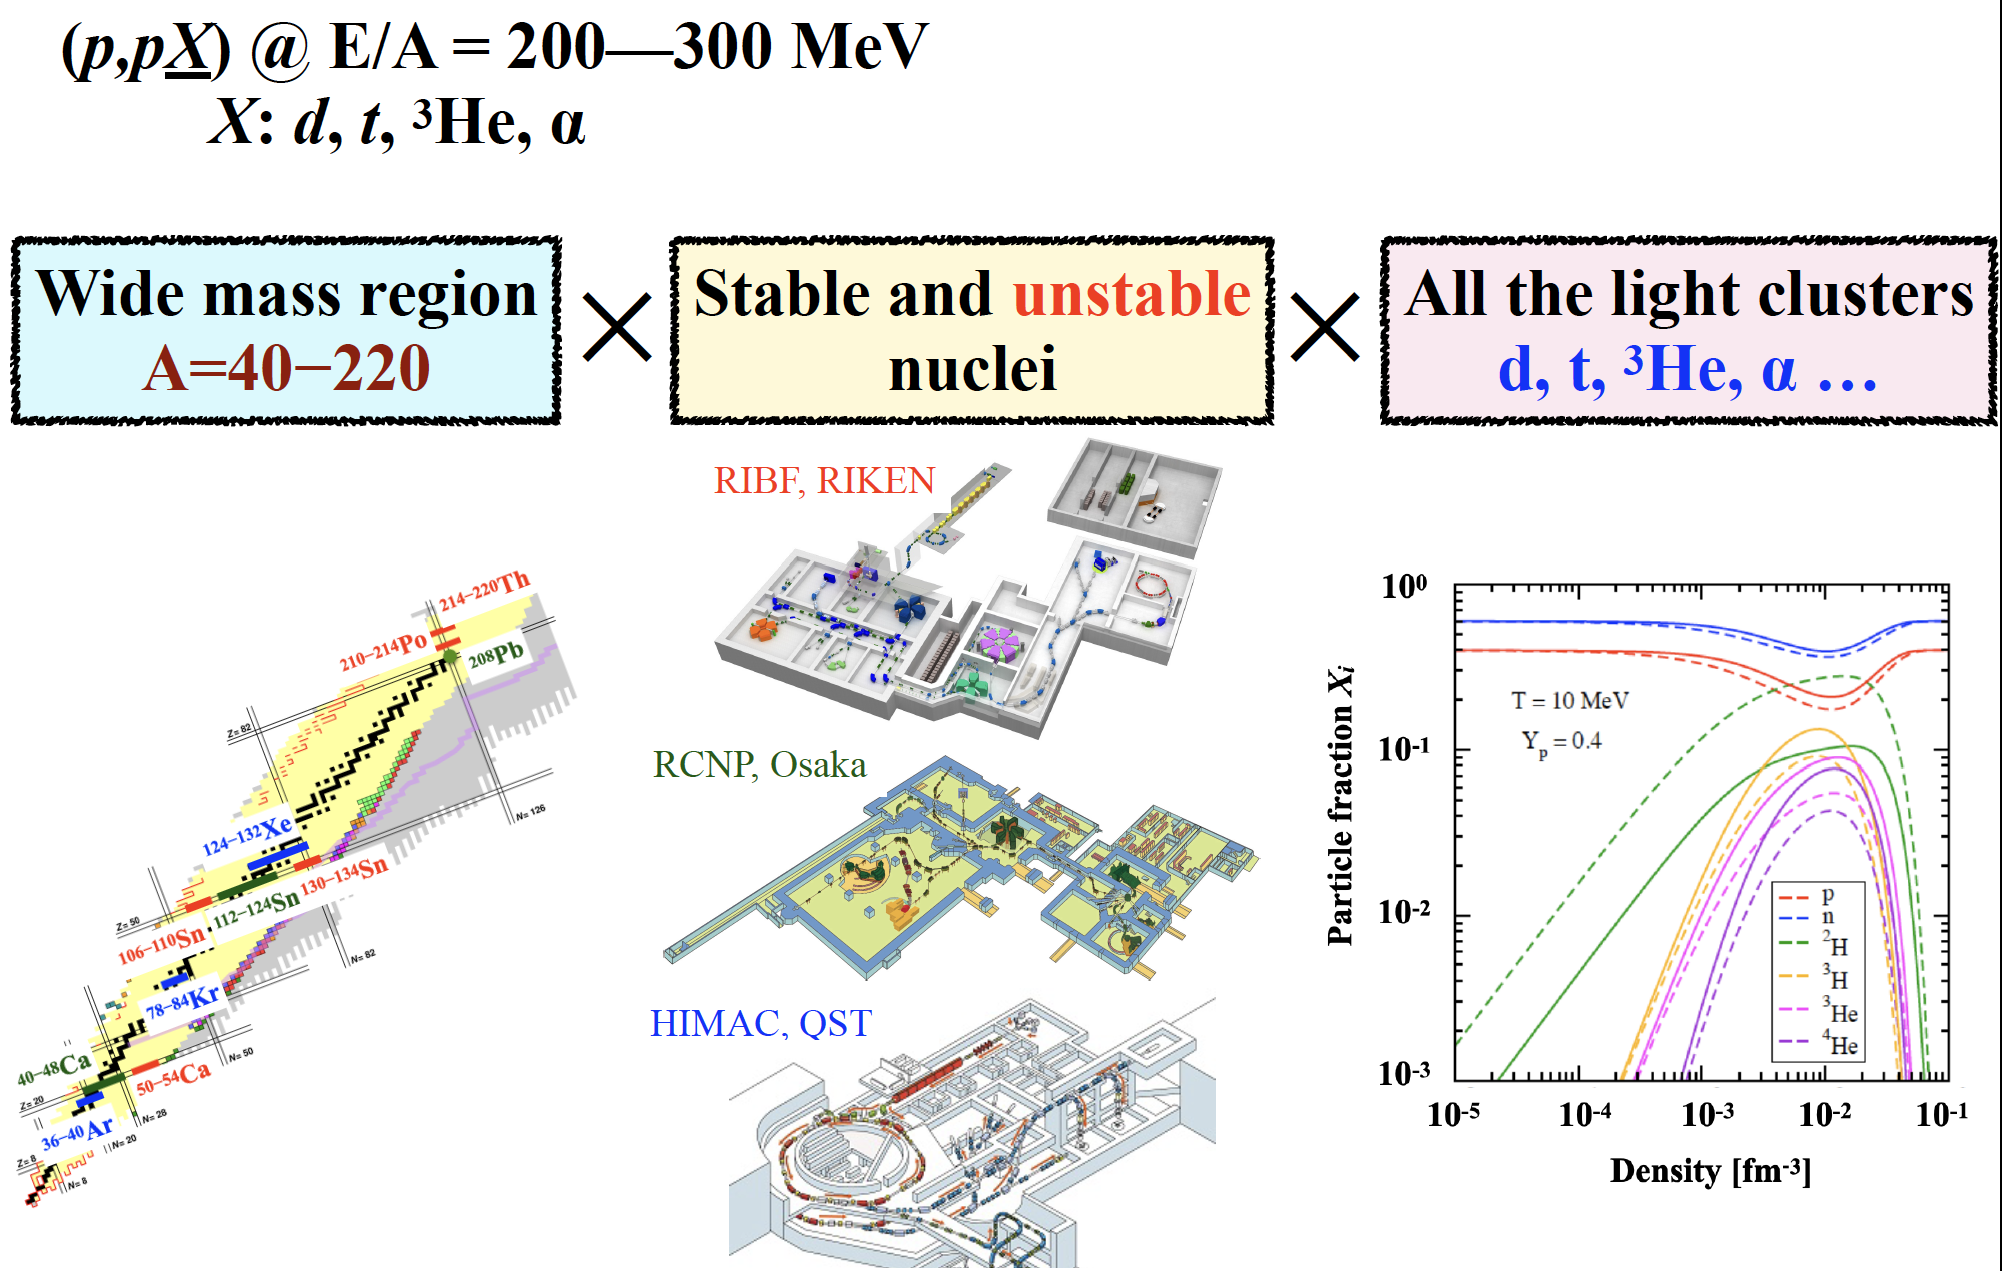 (p,pX) @ E/A = 200—300 MeV
X: d, t, ³He, α
Wide mass region
A=40−220
×
Stable and unstable
nuclei
×
All the light clusters
d, t, ³He, α …
RIBF, RIKEN
RCNP, Osaka
HIMAC, QST
214−220Th
210−214Po
208Pb
Z= 82
N= 126
124−132Xe
130−134Sn
112−124Sn
Z= 50
106−110Sn
N= 82
78−84Kr
N= 50
40−48Ca
50−54Ca
Z= 20
N= 28
36−40Ar
N= 20
Z= 8
N= 8
Particle fraction Xi
10⁰
10⁻¹
10⁻²
10⁻³
T = 10 MeV
Yp = 0.4
p
n
²H
³H
³He
⁴He
10⁻⁵ 10⁻⁴ 10⁻³ 10⁻² 10⁻¹
Density [fm⁻³]